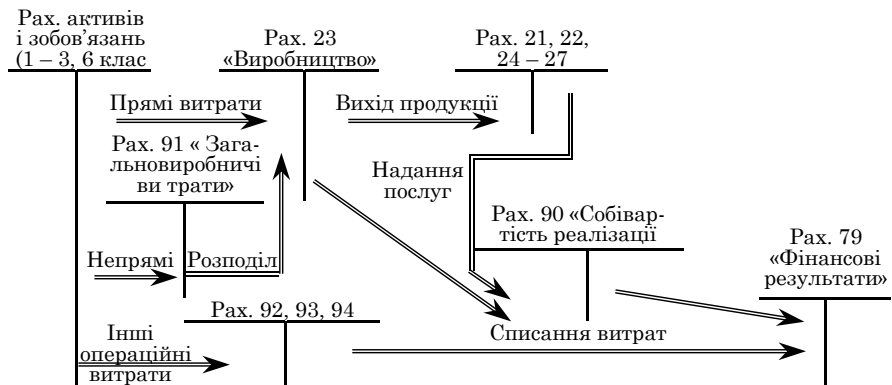 Рах. активів
і зобов'язань
(1 – 3, 6 клас
Рах. 23
«Виробництво»
Рах. 21, 22,
24 – 27
Прямі витрати
Вихід продукції
Рах. 91 « Зага-
льновиробничі
ви трати»
Надання
послуг
Рах. 90 «Собівар-
тість реалізації
Рах. 79
«Фінансові
результати»
Непрямі
Розподіл
Рах. 92, 93, 94
Інші
операційні
витрати
Списання витрат